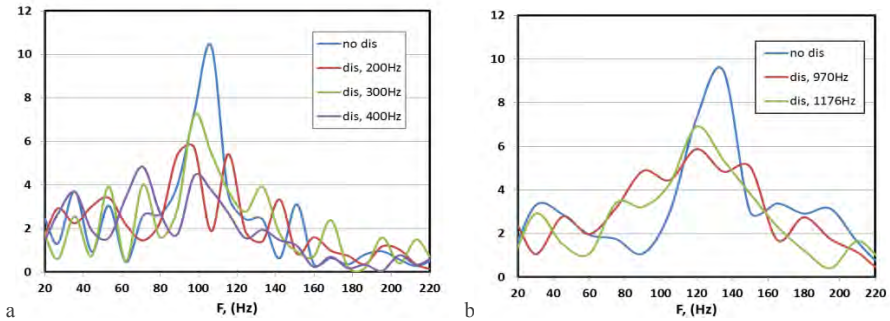 12
10
8
6
4
2
0
20 40 60 80 100 120 140 160 180 200 220
F, (Hz)
no dis
dis, 200Hz
dis, 300Hz
dis, 400Hz
a
12
10
8
6
4
2
0
20 40 60 80 100 120 140 160 180 200 220
F, (Hz)
no dis
dis, 970Hz
dis, 1176Hz
b